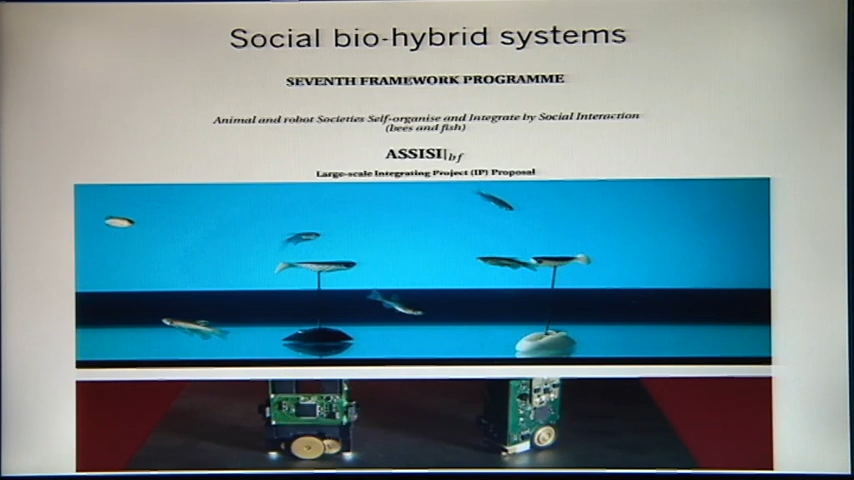 Social bio-hybrid systems
SEVENTH FRAMEWORK PROGRAMME
Animal and robot Societies Self-organise and Integrate by Social Interaction
(bees and fish)
ASSISI|bf
Large-scale Integrating Project (IP) Proposal